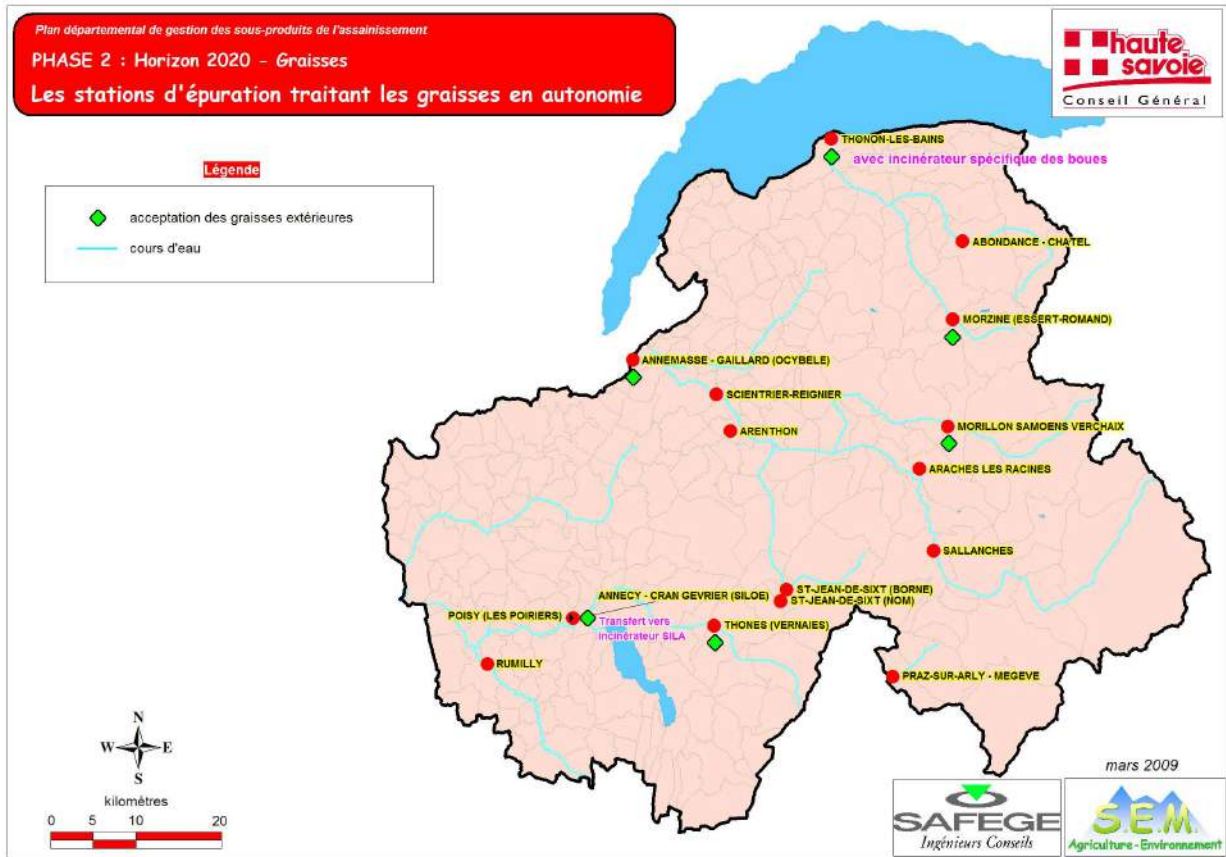 Plan départemental de gestion des sous-produits de l'assainissement
PHASE 2 : Horizon 2020 - Graisses
Les stations d'épuration traitant les graisses en autonomie
haute
savoie
Conseil Général
Légende
acceptation des graisses extérieures
cours d'eau
THONON-LES-BAINS
avec incinérateur spécifique des boues
ABONDANCE - CHATEL
MORZINE (ESSERT-ROMAND)
ANNEMASSE - GAILLARD (OCYBELE)
SCIENTRIER-REIGNIER
ARENTHON
MORILLON SAMOENS VERCHAIX
ARACHES LES RACINES
SALLANCHES
ST-JEAN-DE-SIXT (BORNE)
ST-JEAN-DE-SIXT (NOM)
ANNECY - CRAN GEVRIER (SILOE)
POISY (LES POIRIERS)
Transfert vers
incinérateur SILA
THONES (VERNAIES)
RUMILLY
PRAZ-SUR-ARLY - MEGEVE
N
W E
S
kilomètres
0 5 10 20
mars 2009
SAFEGE
Ingénieurs Conseils
S.E.M.
Agriculture - Environnement